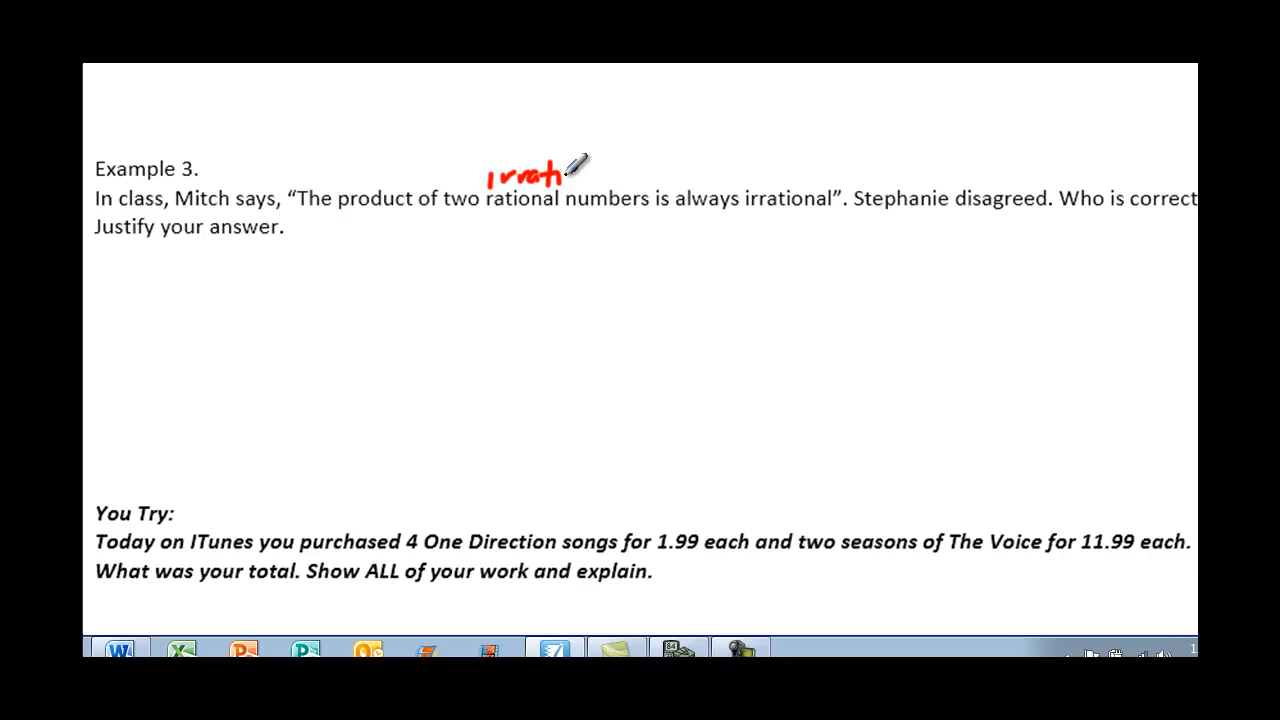 Example 3.
irrati
In class, Mitch says, “The product of two rational numbers is always irrational”. Stephanie disagreed. Who is correct
Justify your answer.
You Try:
Today on ITunes you purchased 4 One Direction songs for 1.99 each and two seasons of The Voice for 11.99 each.
What was your total. Show ALL of your work and explain.